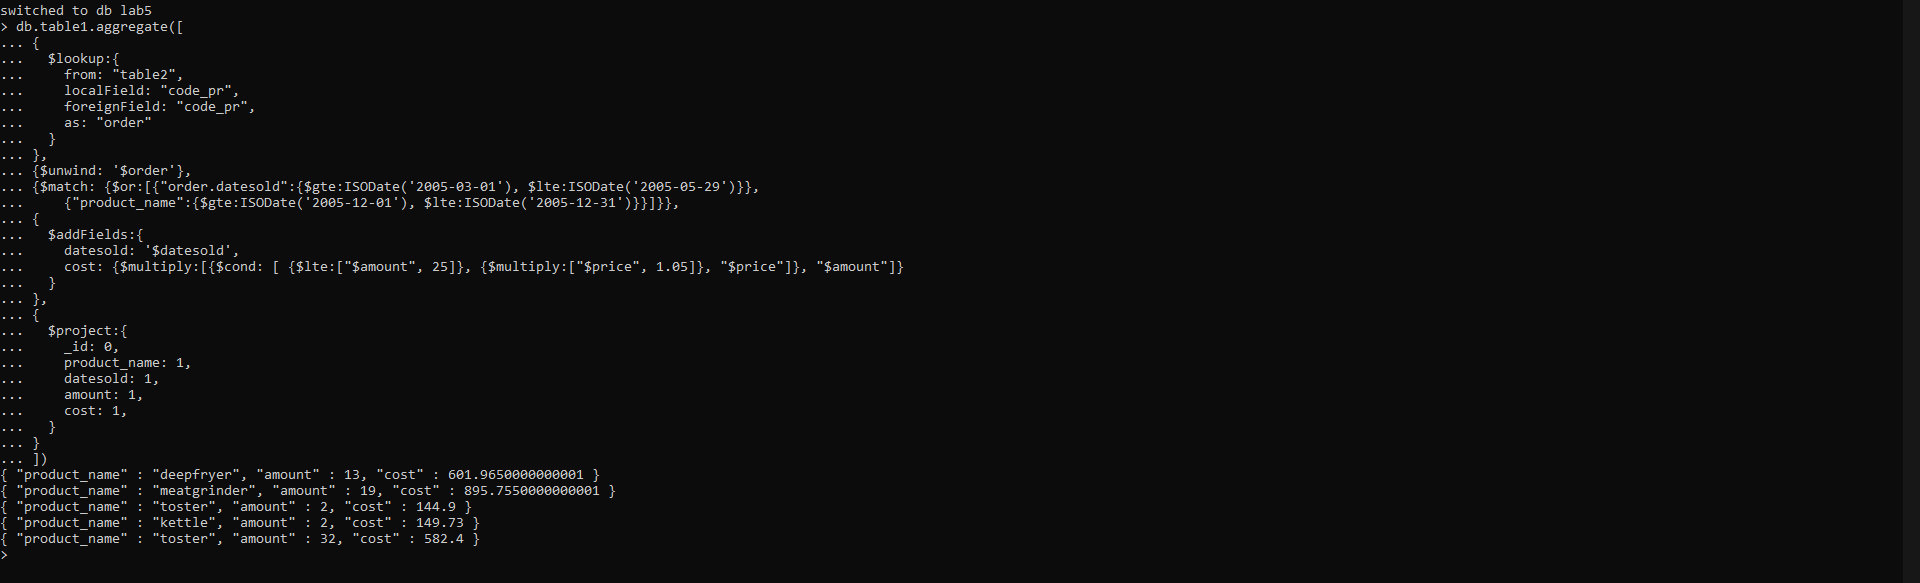 switched to db lab5
> db.table1.aggregate([
... {
...   $lookup:{
...     from: "table2",
...     localField: "code_pr",
...     foreignField: "code_pr",
...     as: "order"
...   }
... },
... {$unwind: '$order'},
... {$match: {$or:[{"order.datesold":{$gte:ISODate('2005-03-01'), $lte:ISODate('2005-05-29')}},
...     {"product_name":{$gte:ISODate('2005-12-01'), $lte:ISODate('2005-12-31')}}]}},
... {
...   $addFields:{
...     datesold: '$datesold',
...     cost: {$multiply:[{$cond: [ {$lte:["$amount", 25]}, {$multiply:["$price", 1.05]}, "$price"]}, "$amount"]}
...   }
... },
... {
...   $project:{
...     _id: 0,
...     product_name: 1,
...     datesold: 1,
...     amount: 1,
...     cost: 1,
...   }
... }
... ])
{ "product_name" : "deepfryer", "amount" : 13, "cost" : 601.9650000000001 }
{ "product_name" : "meatgrinder", "amount" : 19, "cost" : 895.7550000000001 }
{ "product_name" : "toster", "amount" : 2, "cost" : 144.9 }
{ "product_name" : "kettle", "amount" : 2, "cost" : 149.73 }
{ "product_name" : "toster", "amount" : 32, "cost" : 582.4 }
>